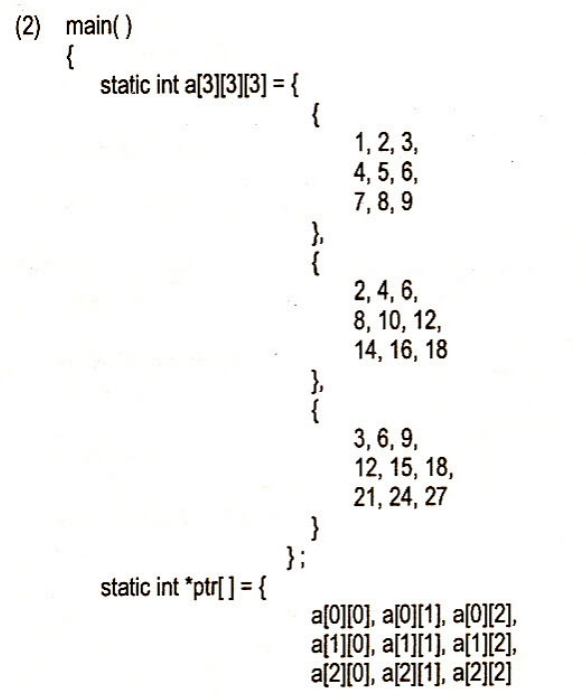 (2) main( )
{
static int a[3][3][3] = {
{
1, 2, 3,
4, 5, 6,
7, 8, 9
},
{
2, 4, 6,
8, 10, 12,
14, 16, 18
},
{
3, 6, 9,
12, 15, 18,
21, 24, 27
}
} ;
static int *ptr[ ] = {
a[0][0], a[0][1], a[0][2],
a[1][0], a[1][1], a[1][2],
a[2][0], a[2][1], a[2][2]